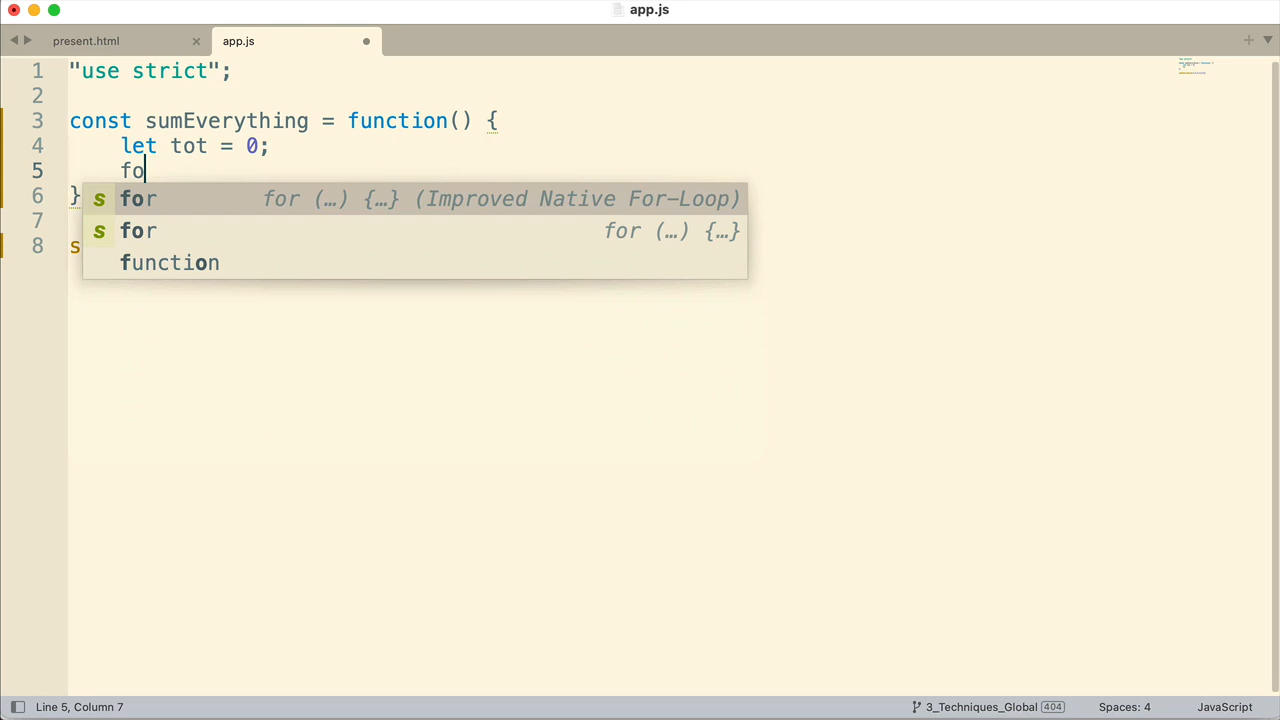 app.js
present.html × app.js
1 "use strict";
2
3 const sumEverything = function() {
4 let tot = 0;
5 fo
6 }
s for for (…) {…} (Improved Native For-Loop)
7
s for for (…) {…}
8 s
function
Line 5, Column 7 3_Techniques_Global 404 Spaces: 4 JavaScript